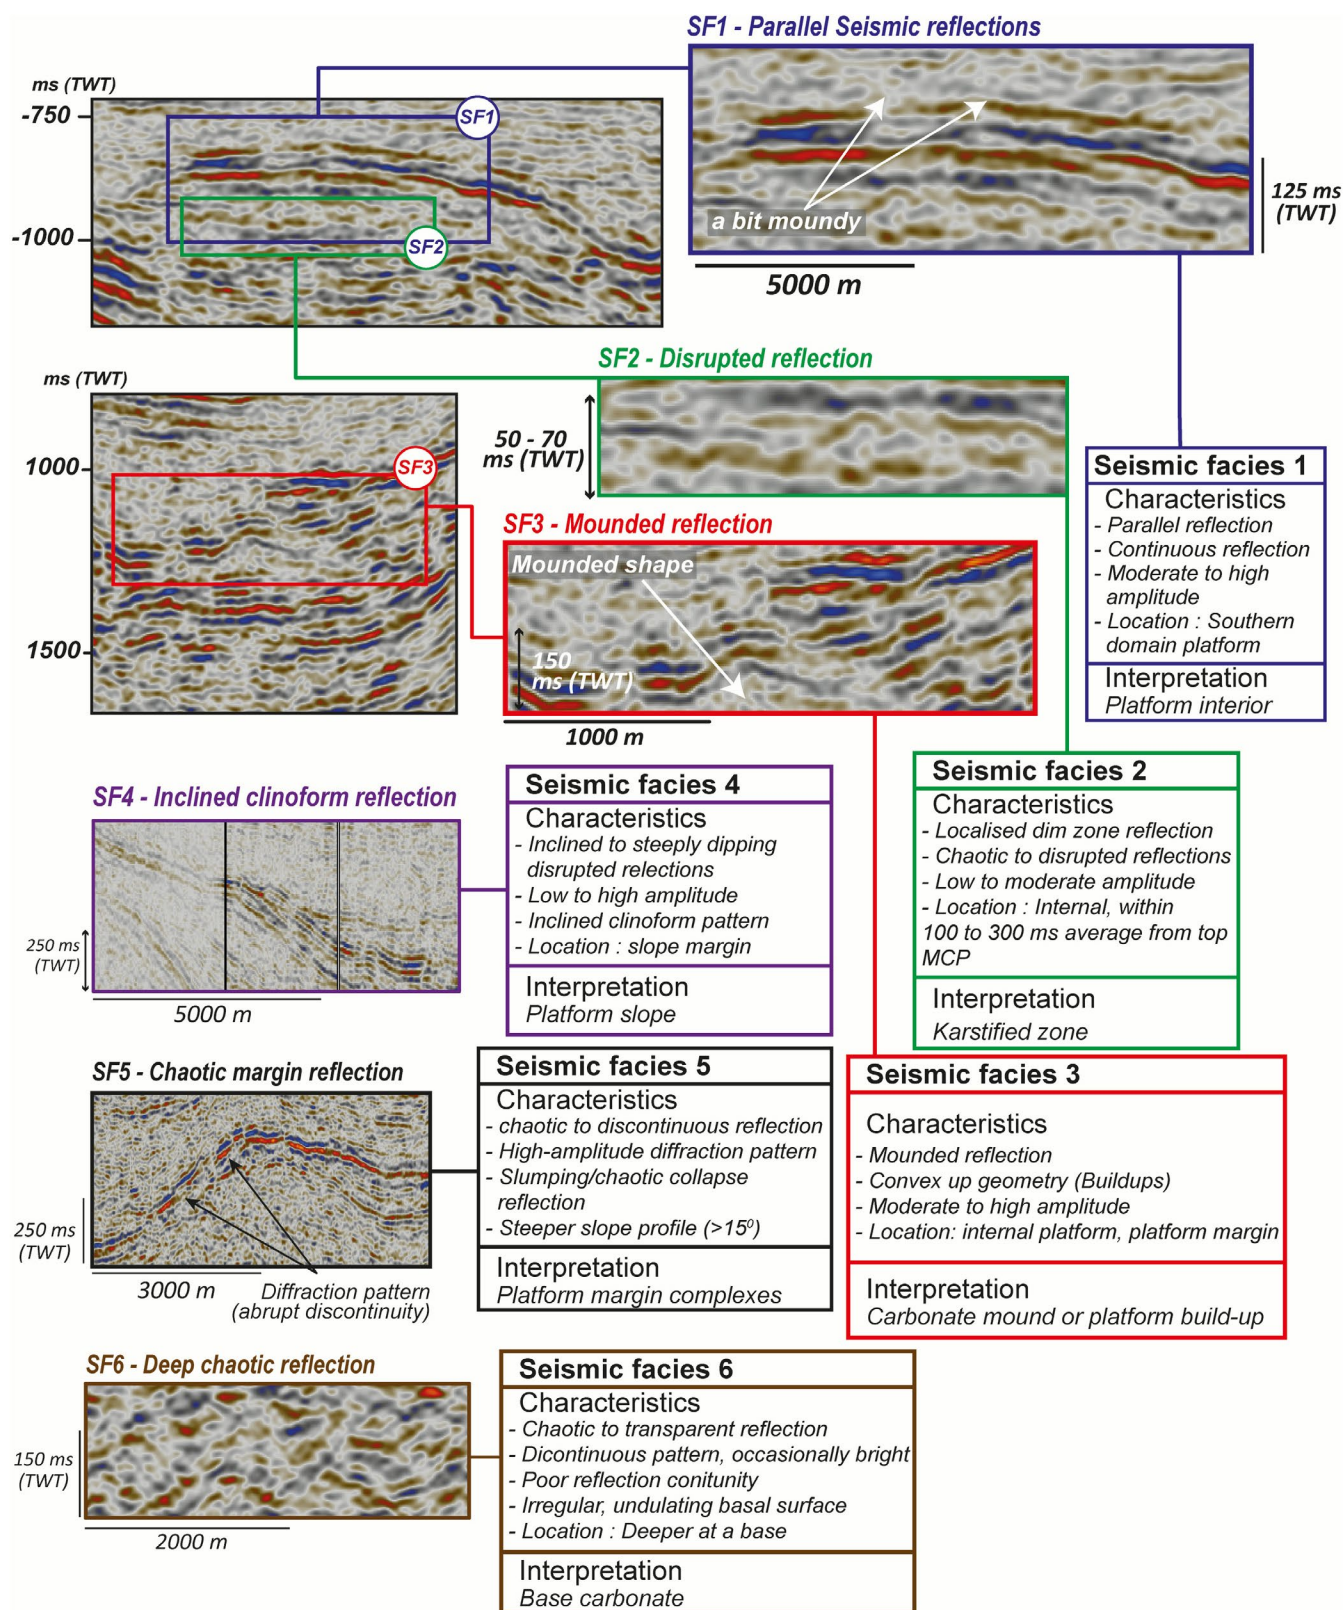 SF1 - Parallel Seismic reflections
ms (TWT)
-750
-1000
SF1
SF2
a bit moundy
125 ms
(TWT)
5000 m
SF2 - Disrupted reflection
50 - 70
ms (TWT)
ms (TWT)
1000
1500
SF3
SF3 - Mounded reflection
Mounded shape
150
ms (TWT)
1000 m
Seismic facies 1
Characteristics
- Parallel reflection
- Continuous reflection
- Moderate to high
amplitude
- Location : Southern
domain platform
Interpretation
Platform interior
Seismic facies 2
Characteristics
- Localised dim zone reflection
- Chaotic to disrupted reflections
- Low to moderate amplitude
- Location : Internal, within
100 to 300 ms average from top
MCP
Interpretation
Karstified zone
SF4 - Inclined clinoform reflection
250 ms
(TWT)
5000 m
Seismic facies 4
Characteristics
- Inclined to steeply dipping
disrupted relections
- Low to high amplitude
- Inclined clinoform pattern
- Location : slope margin
Interpretation
Platform slope
SF5 - Chaotic margin reflection
250 ms
(TWT)
3000 m
Diffraction pattern
(abrupt discontinuity)
Seismic facies 5
Characteristics
- chaotic to discontinuous reflection
- High-amplitude diffraction pattern
- Slumping/chaotic collapse
reflection
- Steeper slope profile (>15⁰)
Interpretation
Platform margin complexes
Seismic facies 3
Characteristics
- Mounded reflection
- Convex up geometry (Buildups)
- Moderate to high amplitude
- Location: internal platform, platform margin
Interpretation
Carbonate mound or platform build-up
SF6 - Deep chaotic reflection
150 ms
(TWT)
2000 m
Seismic facies 6
Characteristics
- Chaotic to transparent reflection
- Dicontinuous pattern, occasionally bright
- Poor reflection conitunity
- Irregular, undulating basal surface
- Location : Deeper at a base
Interpretation
Base carbonate